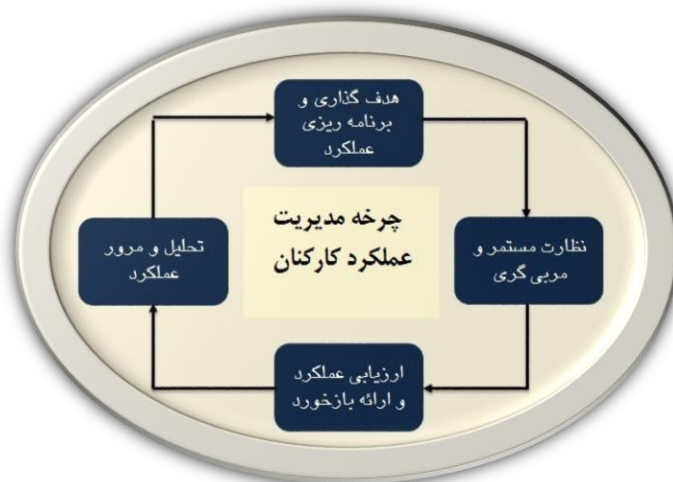 هدف گذاری و
برنامه ریزی
عملکرد
نظارت مستمر و
مربی گری
ارزیابی عملکرد
و ارائه بازخورد
تحلیل و مرور
عملکرد
چرخه مدیریت
عملکرد کارکنان